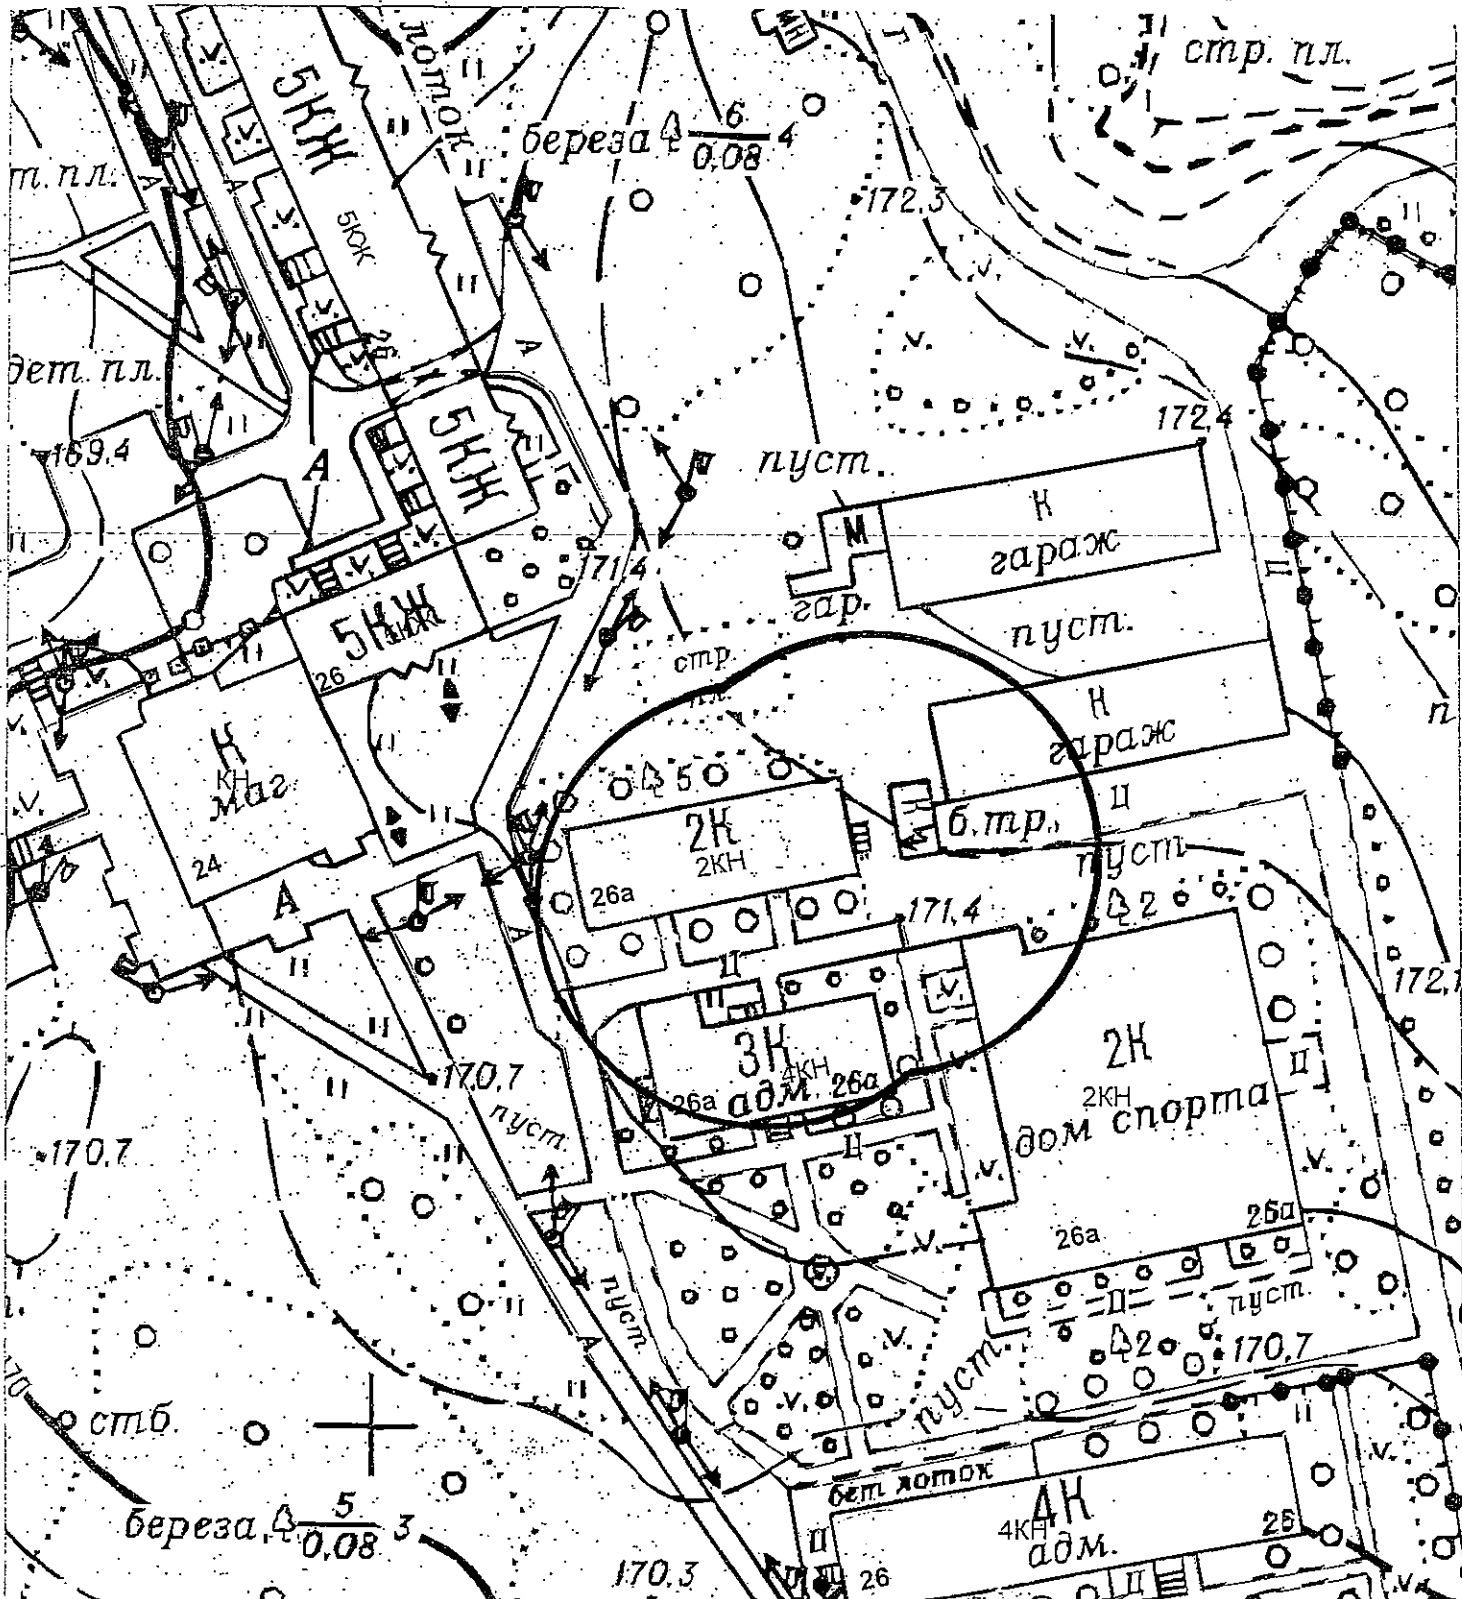 стр. пл.
лоток
5КЖ
береза 6/0,08 4
т. пл.
172,3
5КЖ
26
А
дет. пл.
172,4
5КЖ
169,4
пуст.
А
К
гараж
М
171,4
гар.
пуст.
5КЖ
26
стр.
пл.
К
гараж
К
КН
маг.
24
5
2К
2КН
26а
КН
б.тр.
Ц
пуст
А
171,4
2
А
172,1
Ц
3К
4КН
26а
адм. 26а
2К
2КН
дом спорта
Ц
170,7
пуст
170,7
Ц
26а
26а
пуст
А
Ц
пуст.
2
170,7
пуст.
170
стб.
бет лоток
береза 5/0,08 3
4К
4КН
адм.
26
26
Ц
170,3
Ц